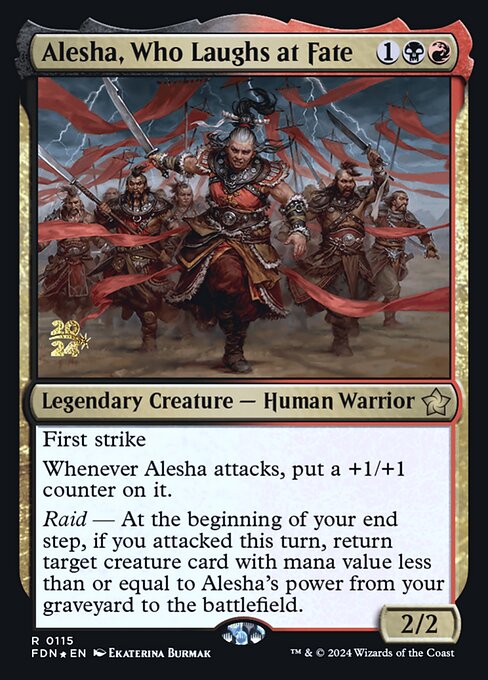 Alesha, Who Laughs at Fate 1
2024
Legendary Creature — Human Warrior
First strike
Whenever Alesha attacks, put a +1/+1
counter on it.
Raid — At the beginning of your end
step, if you attacked this turn, return
target creature card with mana value less
than or equal to Alesha's power from your
graveyard to the battlefield.
2/2
R 0115
FDN★EN Ekaterina Burmak
™ & © 2024 Wizards of the Coast